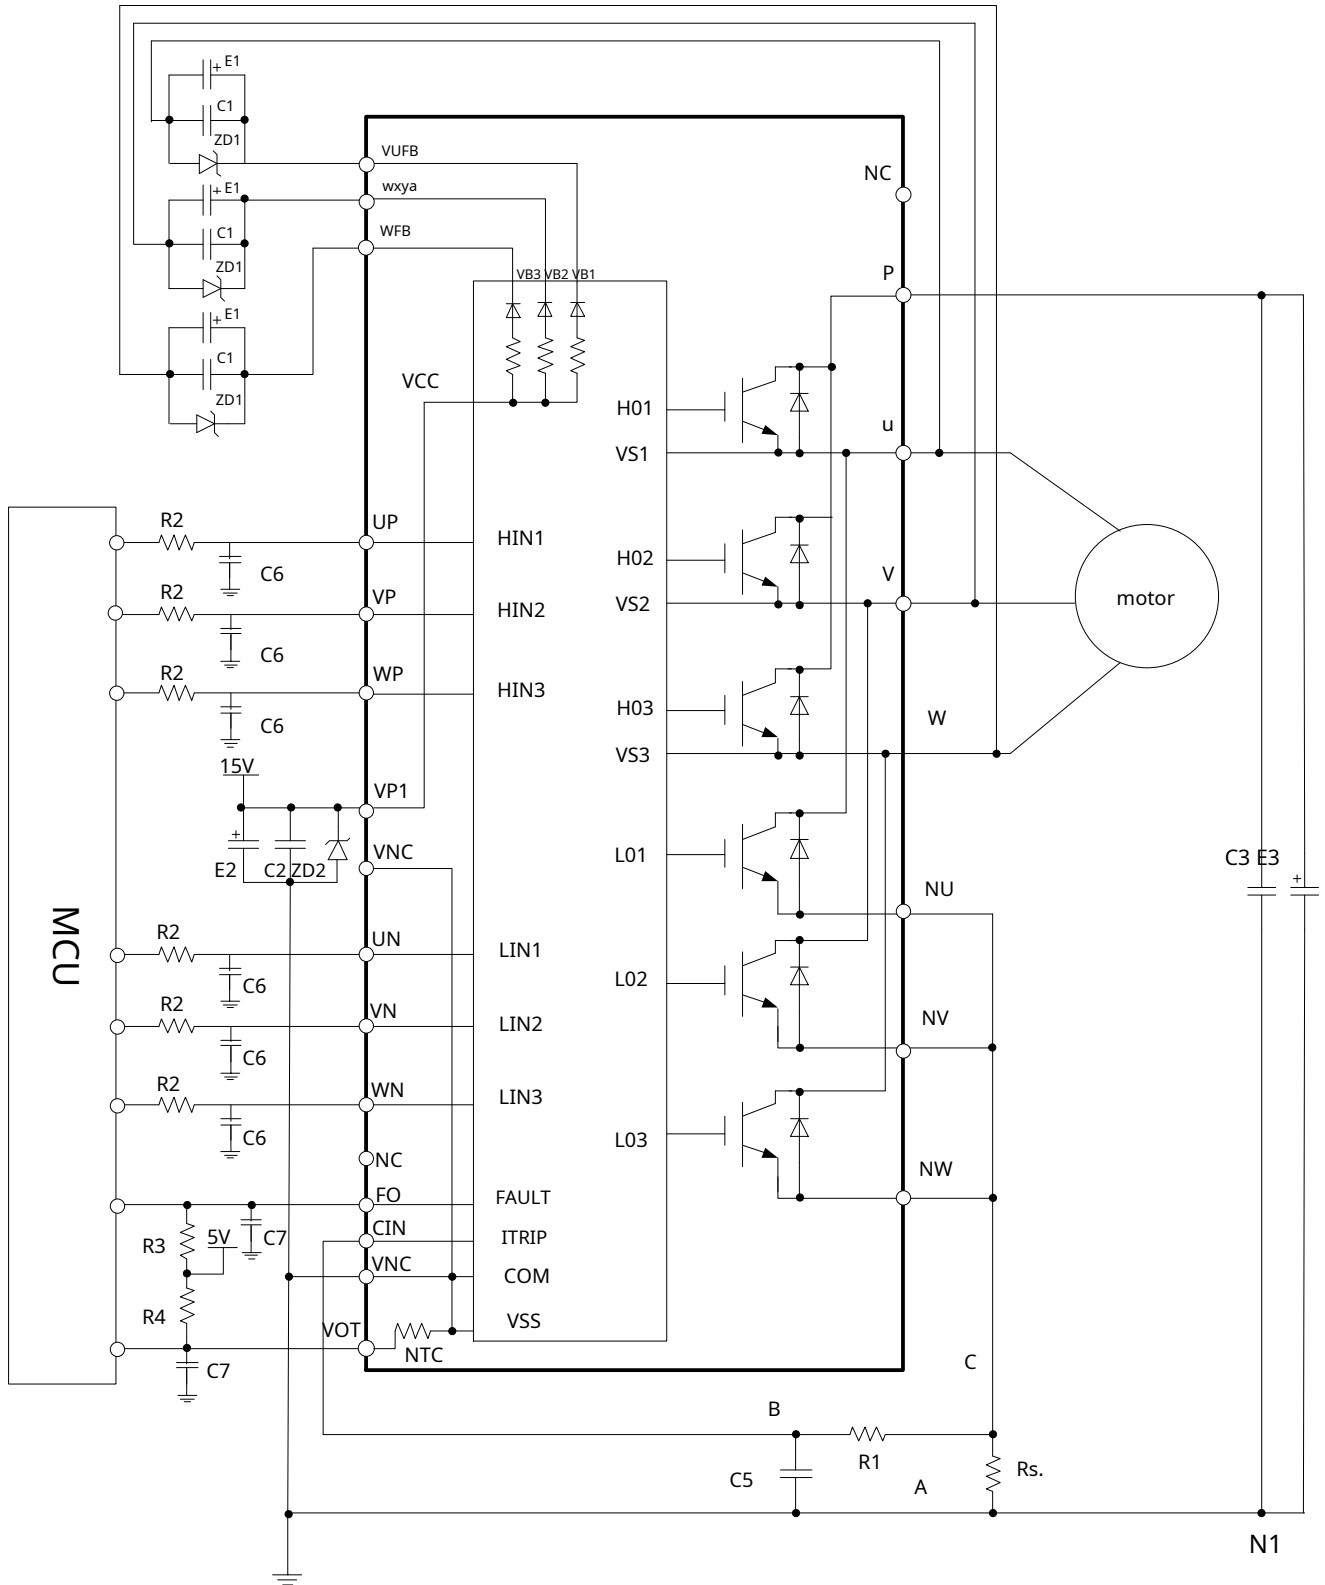 E1
C1
ZD1
VUFB
NC
E1
wxya
C1
WFB
ZD1
P
VB3 VB2 VB1
E1
C1
VCC
ZD1
H01
u
VS1
R2
UP
HIN1
C6
H02
V
R2
VP
HIN2
VS2
motor
C6
R2
WP
HIN3
H03
W
C6
VS3
15V
VP1
E2
C2 ZD2
VNC
L01
C3 E3
NU
MCU
R2
UN
LIN1
C6
L02
R2
VN
LIN2
NV
C6
R2
WN
LIN3
C6
L03
NC
NW
FO
FAULT
R3
5V
C7
CIN
ITRIP
VNC
COM
R4
VOT
VSS
NTC
C7
C
B
R1
C5
A
Rs.
N1
+
+
+
+
+